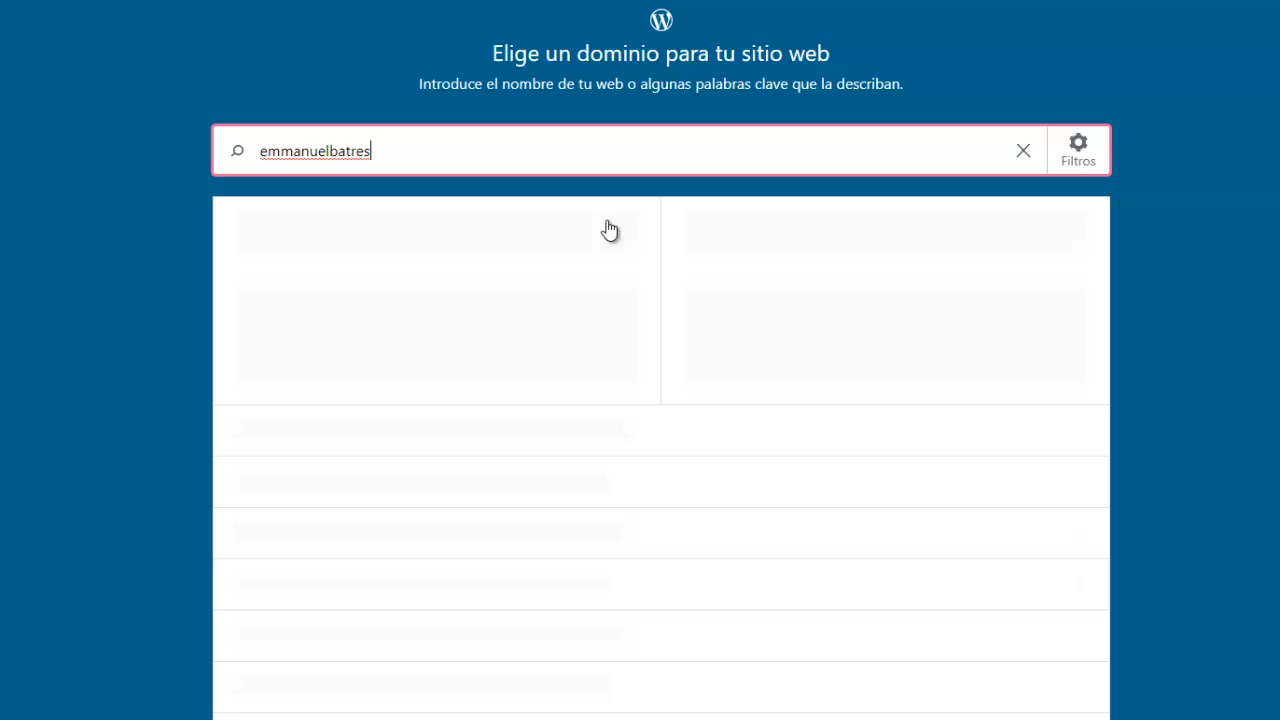 Elige un dominio para tu sitio web
Introduce el nombre de tu web o algunas palabras clave que la describan.
emmanuelbatres
Filtros